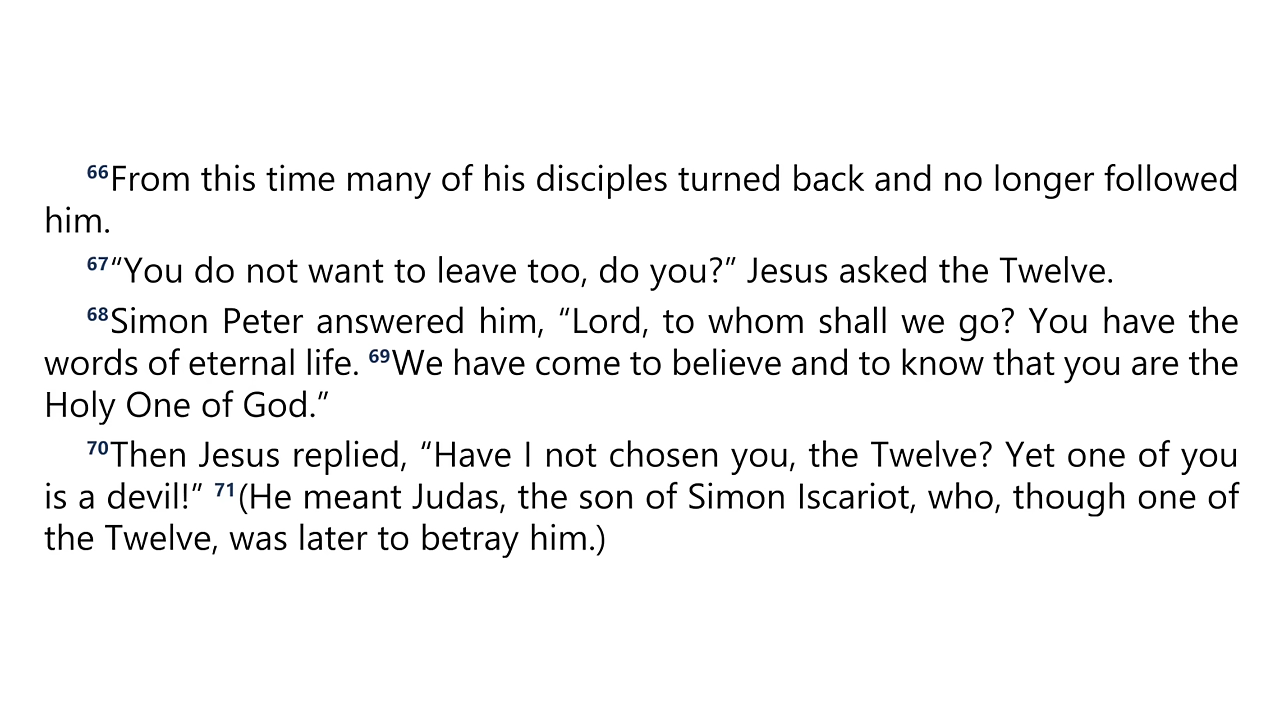 66From this time many of his disciples turned back and no longer followed
him.
67“You do not want to leave too, do you?” Jesus asked the Twelve.
68Simon Peter answered him, “Lord, to whom shall we go? You have the
words of eternal life. 69We have come to believe and to know that you are the
Holy One of God.”
70Then Jesus replied, “Have I not chosen you, the Twelve? Yet one of you
is a devil!” 71(He meant Judas, the son of Simon Iscariot, who, though one of
the Twelve, was later to betray him.)